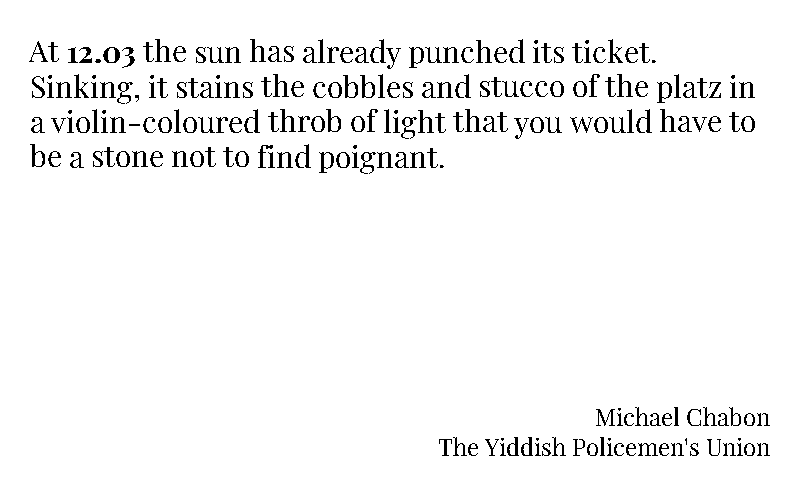 At 12.03 the sun has already punched its ticket.
Sinking, it stains the cobbles and stucco of the platz in
a violin-coloured throb of light that you would have to
be a stone not to find poignant.
Michael Chabon
The Yiddish Policemen's Union